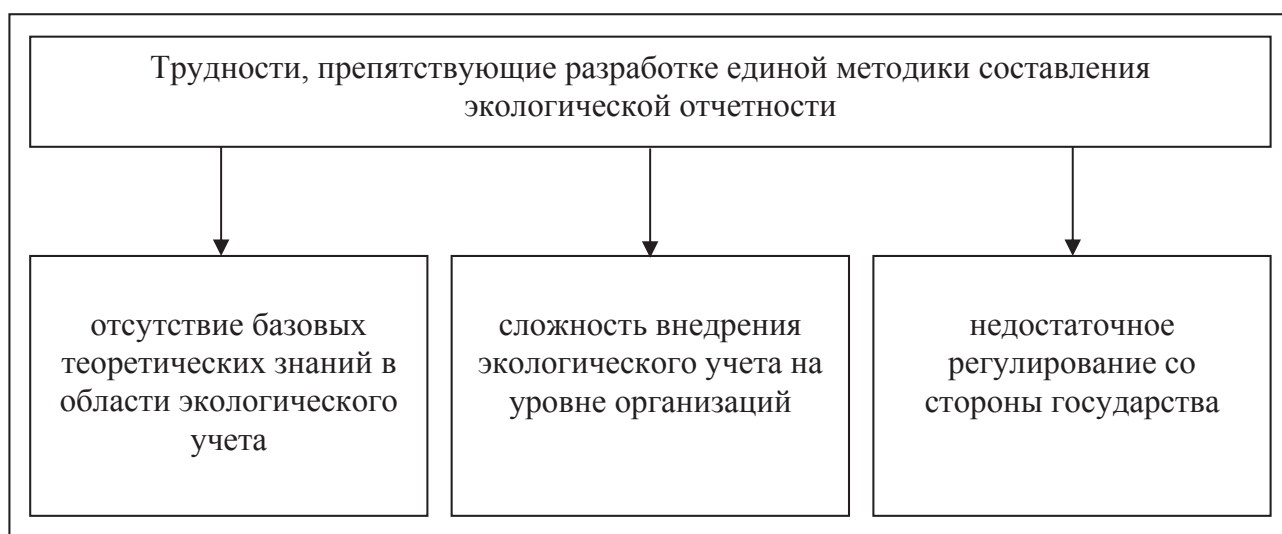 Трудности, препятствующие разработке единой методики составления
экологической отчетности
отсутствие базовых
теоретических знаний в
области экологического
учета
сложность внедрения
экологического учета на
уровне организаций
недостаточное
регулирование со
стороны государства